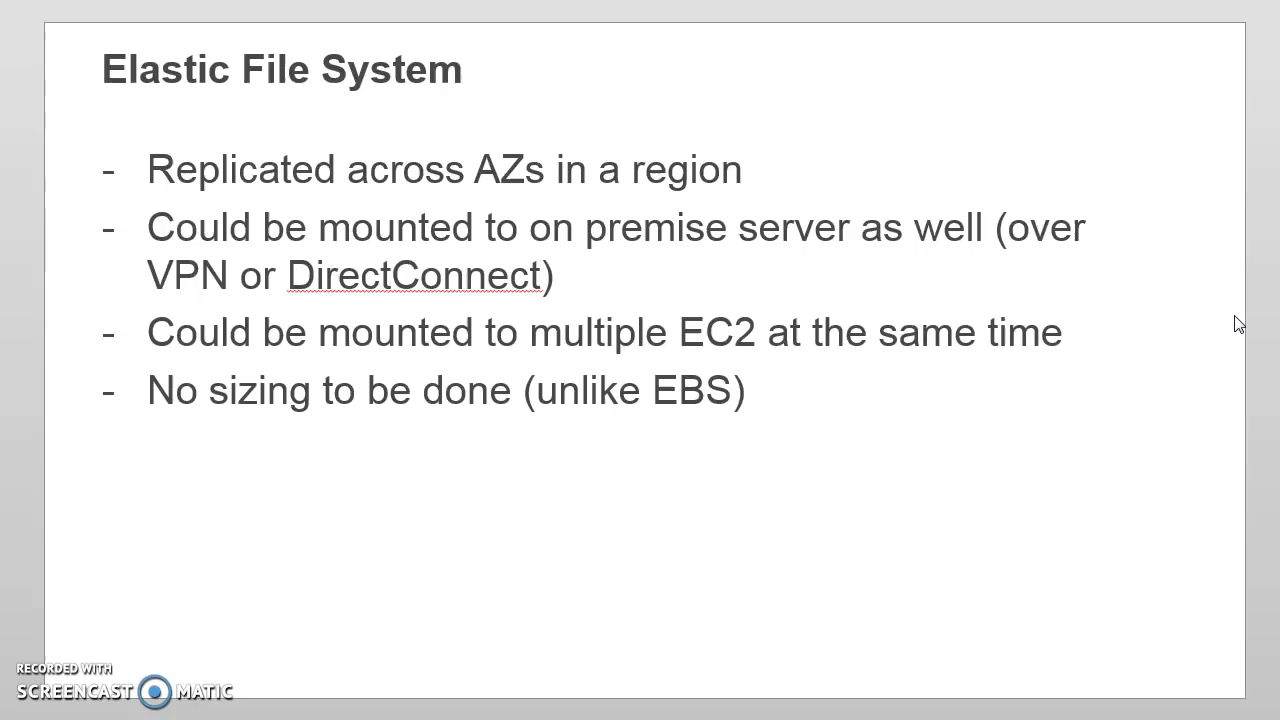 Elastic File System
- Replicated across AZs in a region
- Could be mounted to on premise server as well (over
VPN or DirectConnect)
- Could be mounted to multiple EC2 at the same time
- No sizing to be done (unlike EBS)
RECORDED WITH
SCREENCAST MATIC